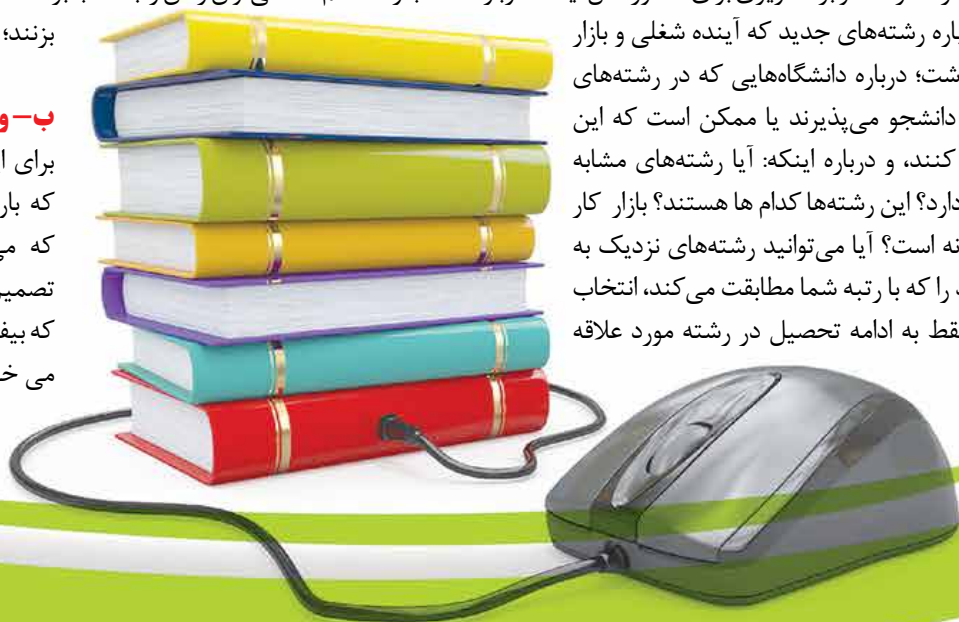 باره رشته‌های جدید که آینده شغلی و بازار
شت؛ درباره دانشگاه‌هایی که در رشته‌های
دانشجو می‌پذیرند یا ممکن است که این
کنند، و درباره اینکه: آیا رشته‌های مشابه
دارد؟ این رشته‌ها کدام ها هستند؟ بازار کار
نه است؟ آیا می‌توانید رشته‌های نزدیک به
را که با رتبه شما مطابقت می‌کند، انتخاب
قط به ادامه تحصیل در رشته مورد علاقه
بزنند؛
ب– و
برای ا
که بار
که می
تصمیر
که بیف
می خ